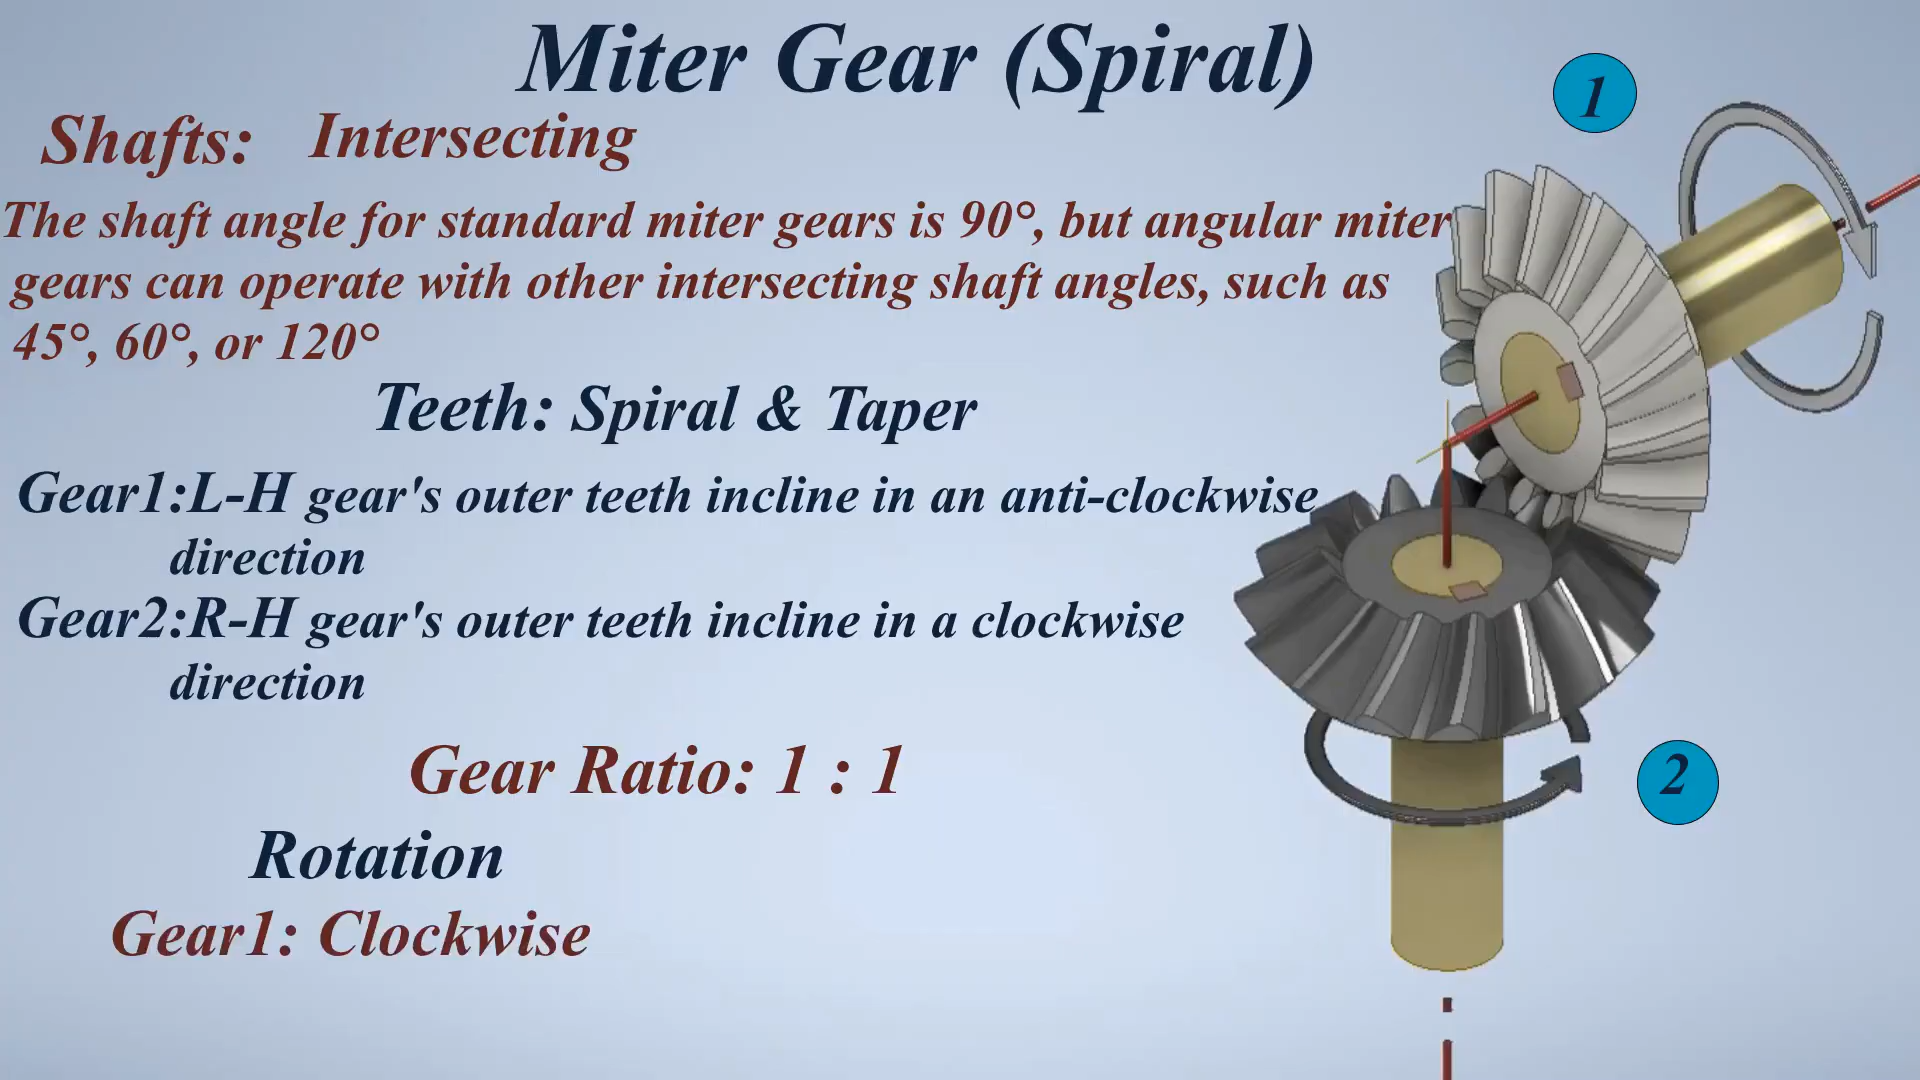 Miter Gear (Spiral)
1
Shafts: Intersecting
The shaft angle for standard miter gears is 90°, but angular miter
gears can operate with other intersecting shaft angles, such as
45°, 60°, or 120°
Teeth: Spiral & Taper
Gear1:L-H gear's outer teeth incline in an anti-clockwise
direction
Gear2:R-H gear's outer teeth incline in a clockwise
direction
Gear Ratio: 1 : 1
2
Rotation
Gear1: Clockwise